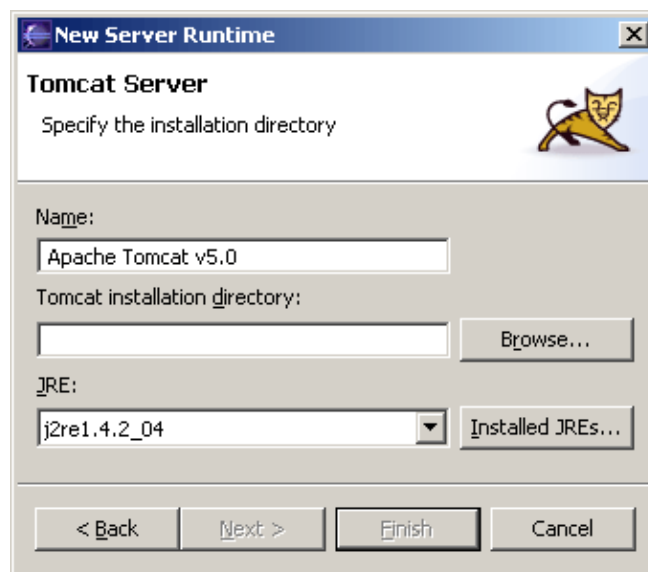 New Server Runtime
Tomcat Server
Specify the installation directory
Name:
Apache Tomcat v5.0
Tomcat installation directory:
Browse...
JRE:
j2re1.4.2_04
Installed JREs...
< Back
Next >
Finish
Cancel